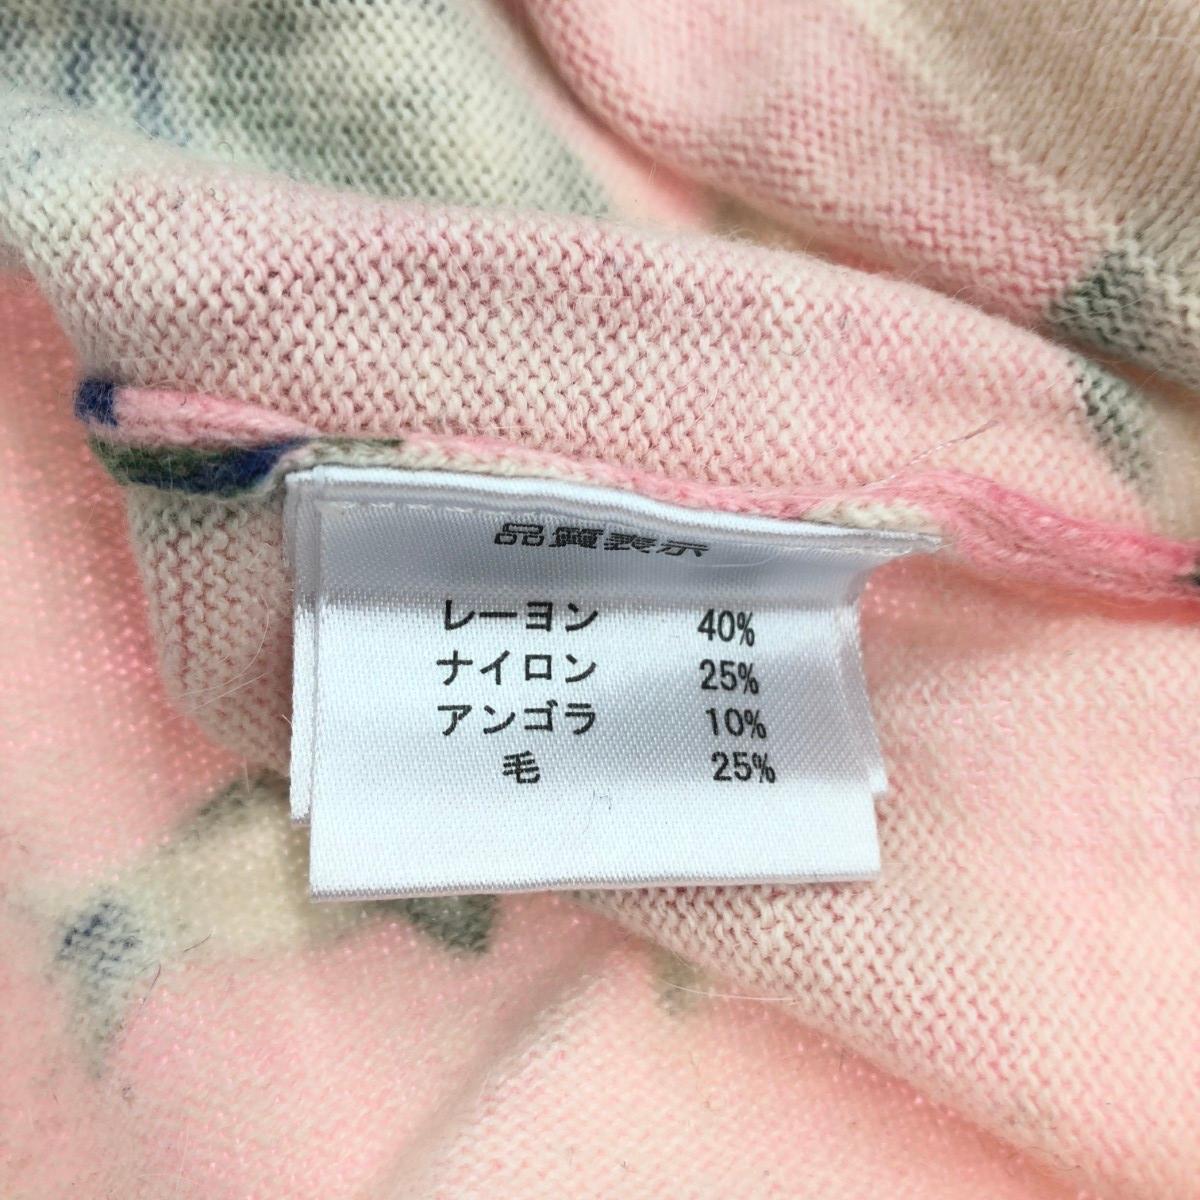 品質表示
レーヨン 40%
ナイロン 25%
アンゴラ 10%
毛 25%